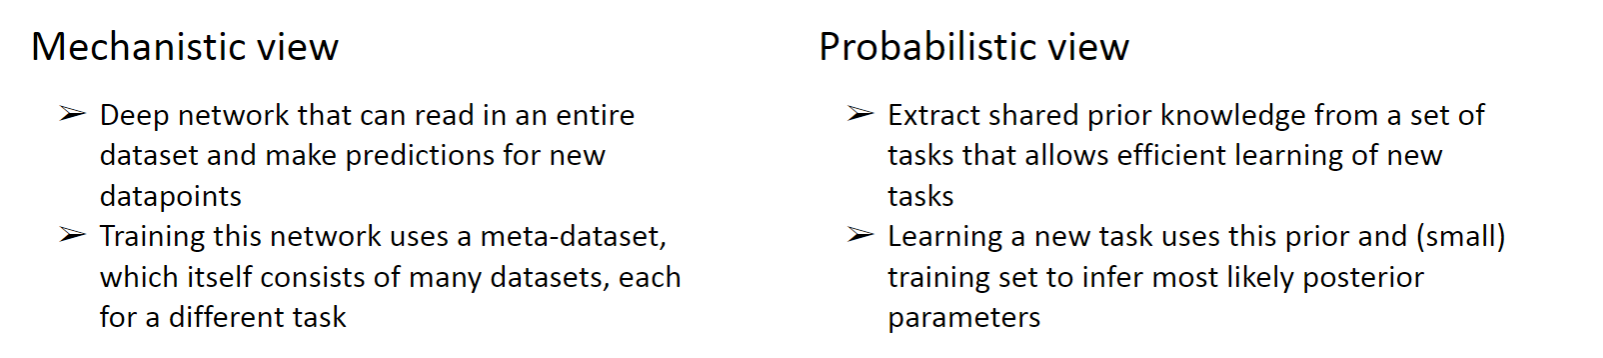 Mechanistic view
➢ Deep network that can read in an entire
dataset and make predictions for new
datapoints
➢ Training this network uses a meta-dataset,
which itself consists of many datasets, each
for a different task
Probabilistic view
➢ Extract shared prior knowledge from a set of
tasks that allows efficient learning of new
tasks
➢ Learning a new task uses this prior and (small)
training set to infer most likely posterior
parameters